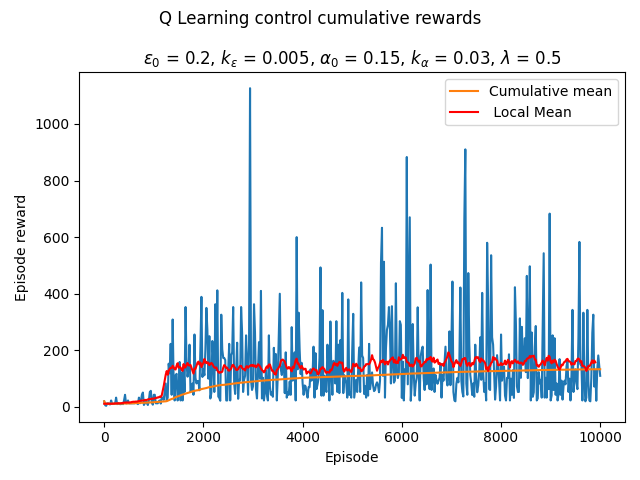 Q Learning control cumulative rewards
ε₀ = 0.2, kε = 0.005, α₀ = 0.15, kα = 0.03, λ = 0.5
Cumulative mean
Local Mean
Episode reward
1000
800
600
400
200
0
0 2000 4000 6000 8000 10000
Episode